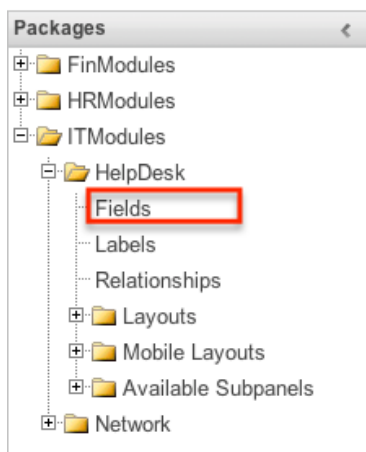 Packages
FinModules
HRModules
ITModules
HelpDesk
Fields
Labels
Relationships
Layouts
Mobile Layouts
Available Subpanels
Network